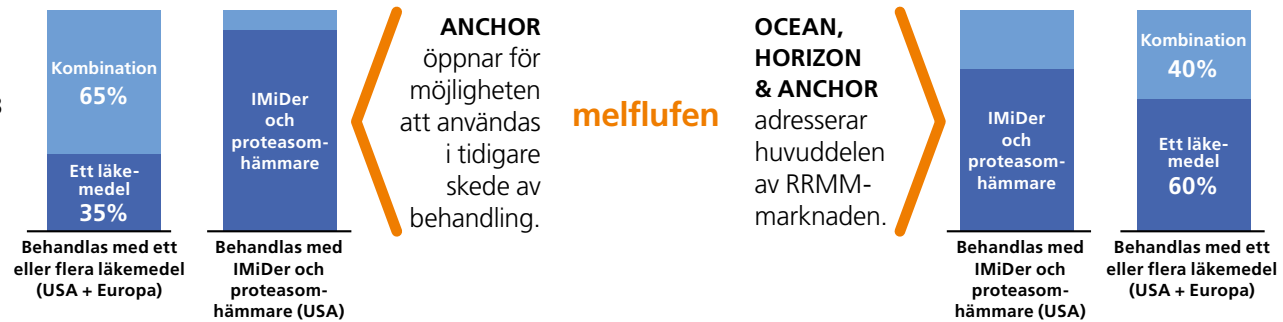 Kombination
65%
Ett läke-
medel
35%
Behandlas med ett
eller flera läkemedel
(USA + Europa)
IMiDer
och
proteasom-
hämmare
Behandlas med
IMiDer och
proteasom-
hämmare (USA)
ANCHOR
öppnar för
möjligheten
att användas
i tidigare
skede av
behandling.
melflufen
OCEAN,
HORIZON
& ANCHOR
adresserar
huvuddelen
av RRMM-
marknaden.
IMiDer
och
proteasom-
hämmare
Behandlas med
IMiDer och
proteasom-
hämmare (USA)
Kombination
40%
Ett läke-
medel
60%
Behandlas med ett
eller flera läkemedel
(USA + Europa)